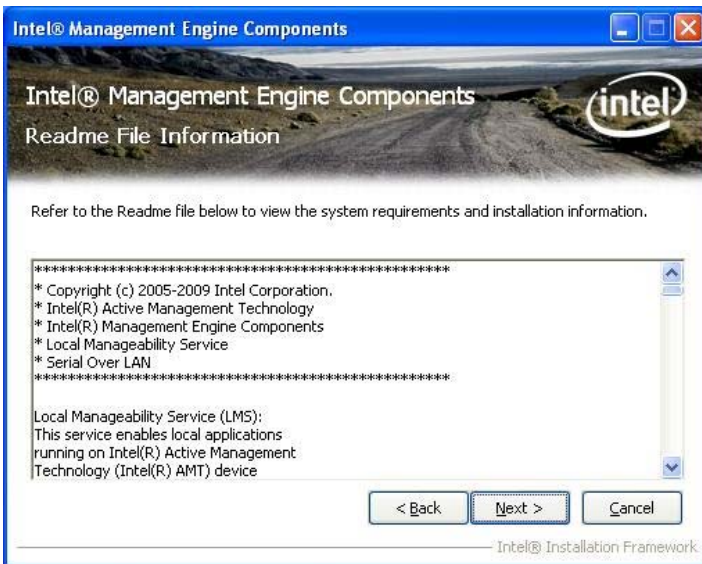 Intel® Management Engine Components
Intel® Management Engine Components
intel
Readme File Information
Refer to the Readme file below to view the system requirements and installation information.
*******************************************************
* Copyright (c) 2005-2009 Intel Corporation.
* Intel(R) Active Management Technology
* Intel(R) Management Engine Components
* Local Manageability Service
* Serial Over LAN
*******************************************************
Local Manageability Service (LMS):
This service enables local applications
running on Intel(R) Active Management
Technology (Intel(R) AMT) device
< Back
Next >
Cancel
Intel® Installation Framework